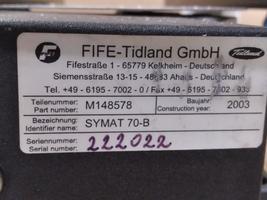 FIFE-Tidland GmbH
Tidland
Fifestraße 1 - 65779 Kelkheim - Deutschland
Siemensstraße 13-15 - 48683 Ahaus - Deutschland
Tel. +49 - 6195 - 7002 - 0 / Fax +49 - 6195 - 7002 - 933
Teilenummer: M148578 Baujahr: 2003
Part number: Construction year:
Bezeichnung: SYMAT 70-B
Identifier name:
Seriennummer: 222022
Serial number: